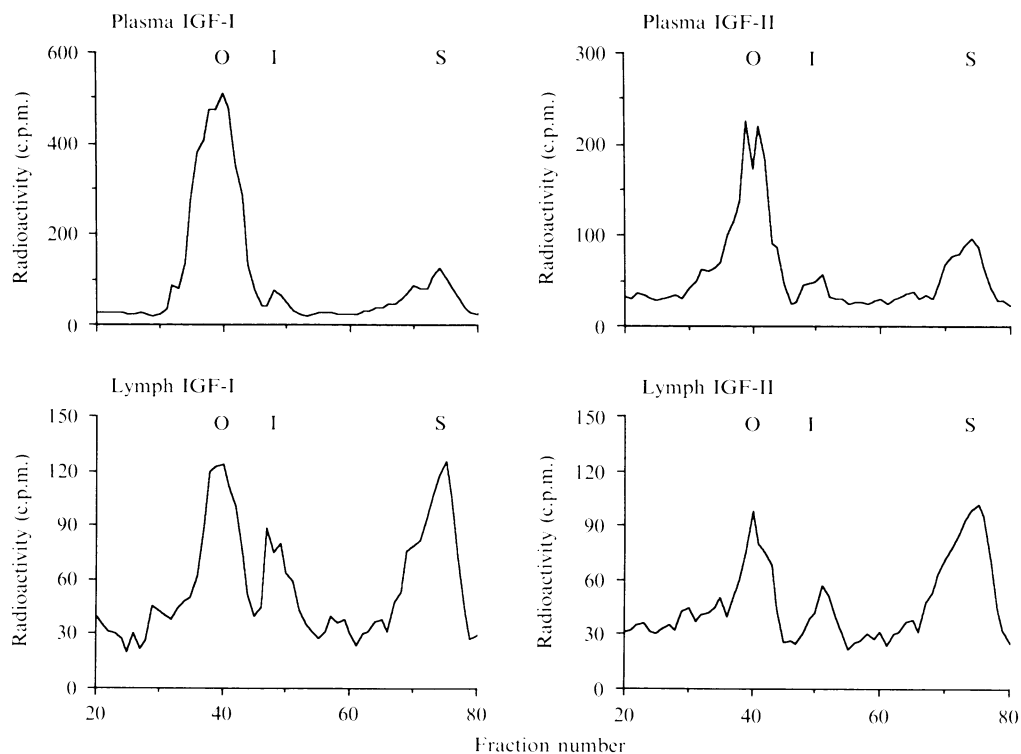 Plasma IGF-I
600
400
200
0
Radioactivity (c.p.m.)
O I S
Plasma IGF-II
300
200
100
0
Radioactivity (c.p.m.)
O I S
Lymph IGF-I
150
120
90
60
30
0
Radioactivity (c.p.m.)
O I S
20 40 60 80
Lymph IGF-II
150
120
90
60
30
0
Radioactivity (c.p.m.)
O I S
20 40 60 80
Fraction number